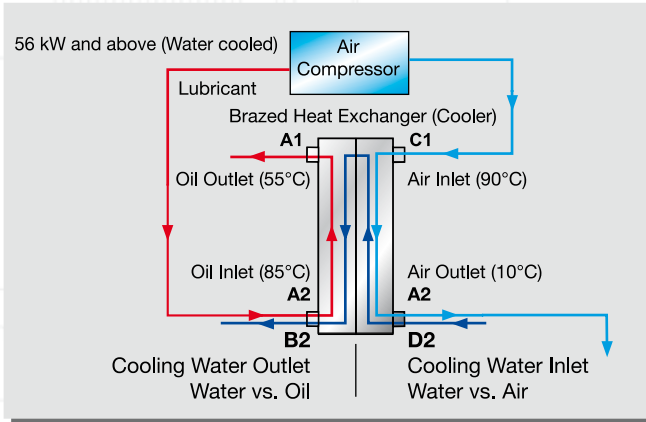 56 kW and above (Water cooled)
Air
Compressor
Lubricant
Brazed Heat Exchanger (Cooler)
A1
C1
Oil Outlet (55°C)
Air Inlet (90°C)
Oil Inlet (85°C)
Air Outlet (10°C)
A2
A2
B2
D2
Cooling Water Outlet
Water vs. Oil
Cooling Water Inlet
Water vs. Air